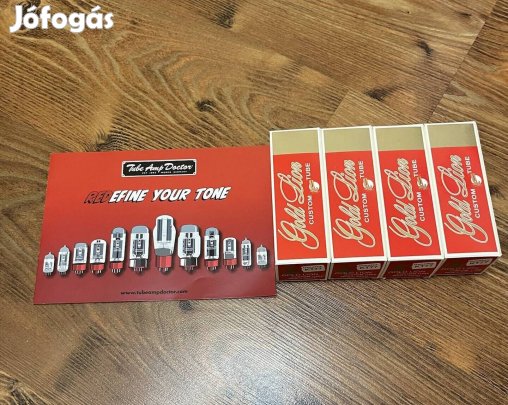 Jófogás
Tube Amp Doctor
REDEFINE YOUR TONE
www.tubeampdoctor.com
Gold Lion
CUSTOM TUBE
Gold Lion
CUSTOM TUBE
Gold Lion
CUSTOM TUBE
Gold Lion
CUSTOM TUBE